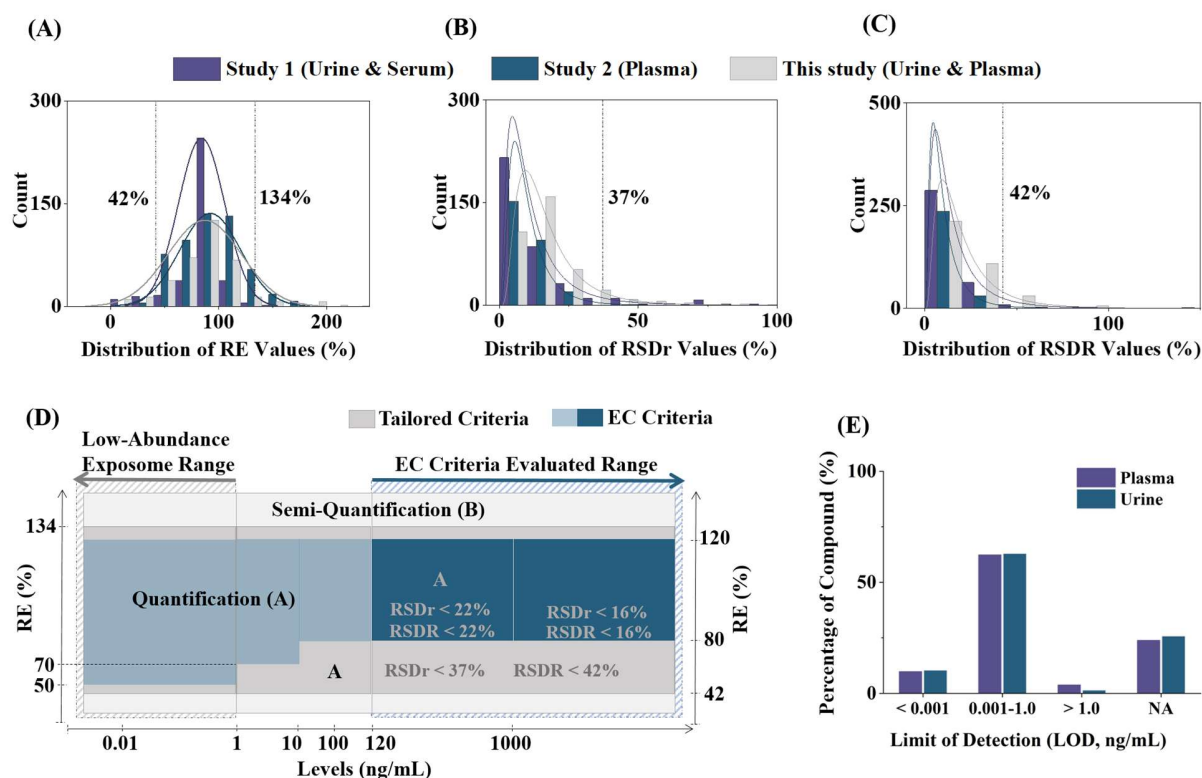 (A)
(B)
(C)
Study 1 (Urine & Serum)
Study 2 (Plasma)
This study (Urine & Plasma)
300
150
0
Count
42%
134%
0
100
200
Distribution of RE Values (%)
300
150
0
Count
37%
0
50
100
Distribution of RSDr Values (%)
500
250
0
Count
42%
0
100
Distribution of RSDR Values (%)
(D)
Tailored Criteria
EC Criteria
Low-Abundance
Exposome Range
EC Criteria Evaluated Range
Semi-Quantification (B)
134
70
50
RE (%)
120
80
42
RE (%)
Quantification (A)
A
RSDr < 22%
RSDR < 22%
RSDr < 16%
RSDR < 16%
A
RSDr < 37%
RSDR < 42%
0.01
1
10
100
120
1000
Levels (ng/mL)
(E)
Plasma
Urine
100
50
0
Percentage of Compound (%)
< 0.001
0.001-1.0
> 1.0
NA
Limit of Detection (LOD, ng/mL)